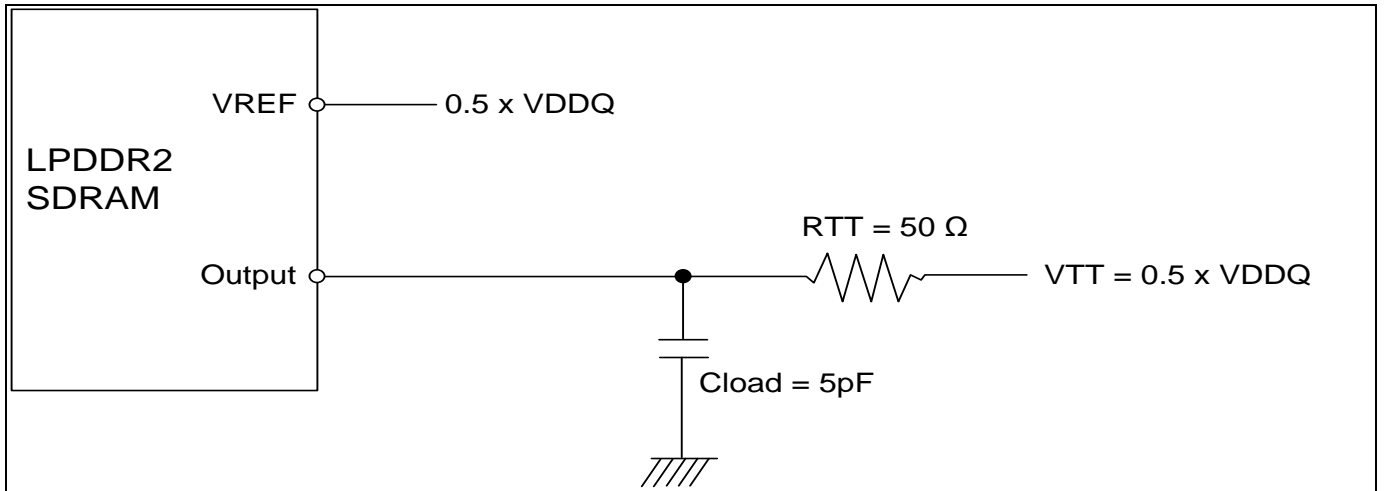 VREF
0.5 x VDDQ
LPDDR2
SDRAM
RTT = 50 Ω
Output
VTT = 0.5 x VDDQ
Cload = 5pF